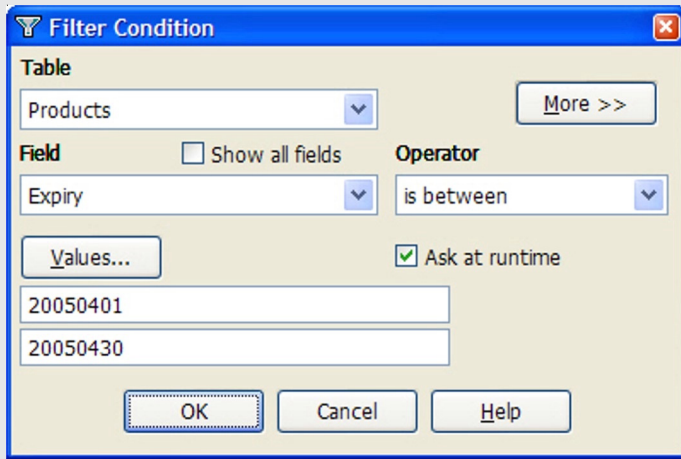 Filter Condition
Table
Products
More >>
Field
Show all fields
Operator
Expiry
is between
Values...
Ask at runtime
20050401
20050430
OK
Cancel
Help